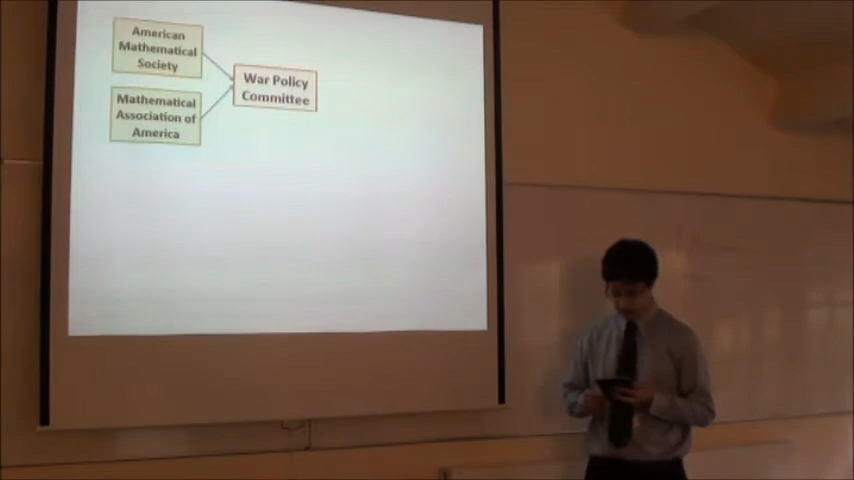 American
Mathematical
Society
Mathematical
Association of
America
War Policy
Committee